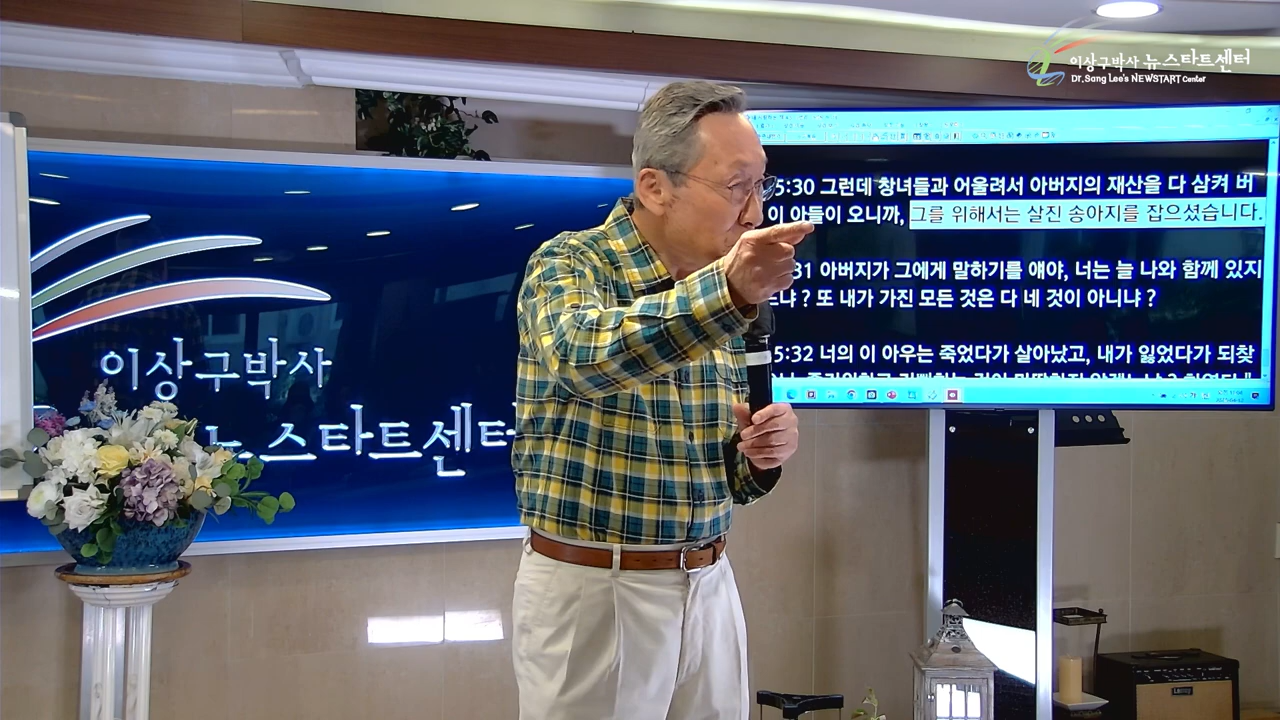 이상구박사 뉴스타트센터
Dr. Sang Lee's NEWSTART Center
5:30 그런데 창녀들과 어울려서 아버지의 재산을 다 삼켜 버
이 아들이 오니까, 그를 위해서는 살진 송아지를 잡으셨습니다.
31 아버지가 그에게 말하기를 얘야, 너는 늘 나와 함께 있지
냐 ? 또 내가 가진 모든 것은 다 네 것이 아니냐 ?
5:32 너의 이 아우는 죽었다가 살아났고, 내가 잃었다가 되찾
이상구박사
뉴스타트센터